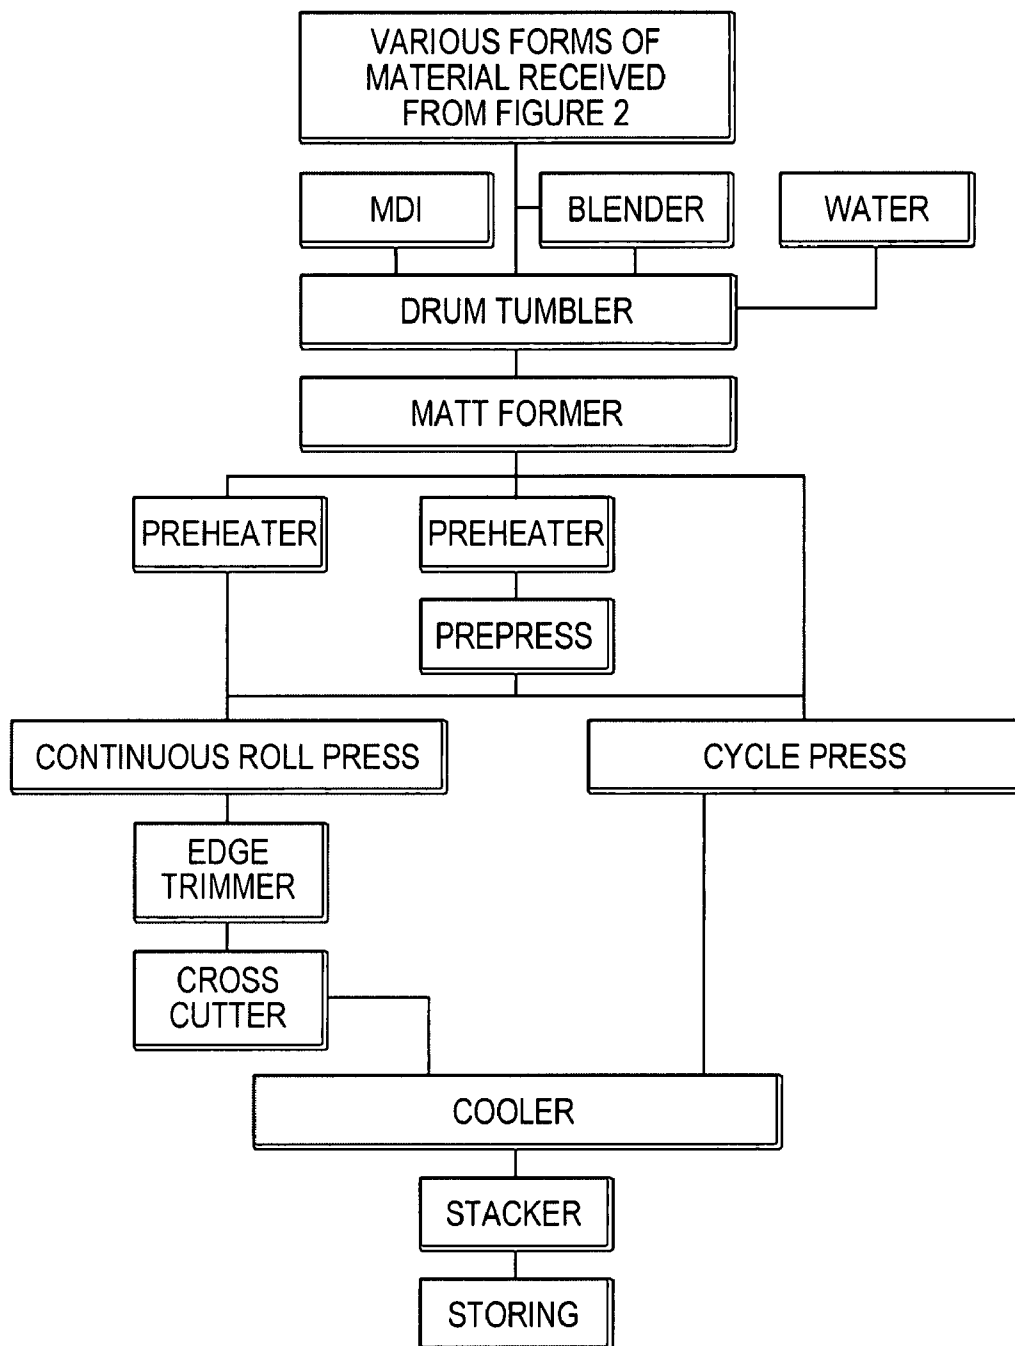 VARIOUS FORMS OF
MATERIAL RECEIVED
FROM FIGURE 2
MDI
BLENDER
WATER
DRUM TUMBLER
MATT FORMER
PREHEATER
PREHEATER
PREPRESS
CONTINUOUS ROLL PRESS
CYCLE PRESS
EDGE
TRIMMER
CROSS
CUTTER
COOLER
STACKER
STORING